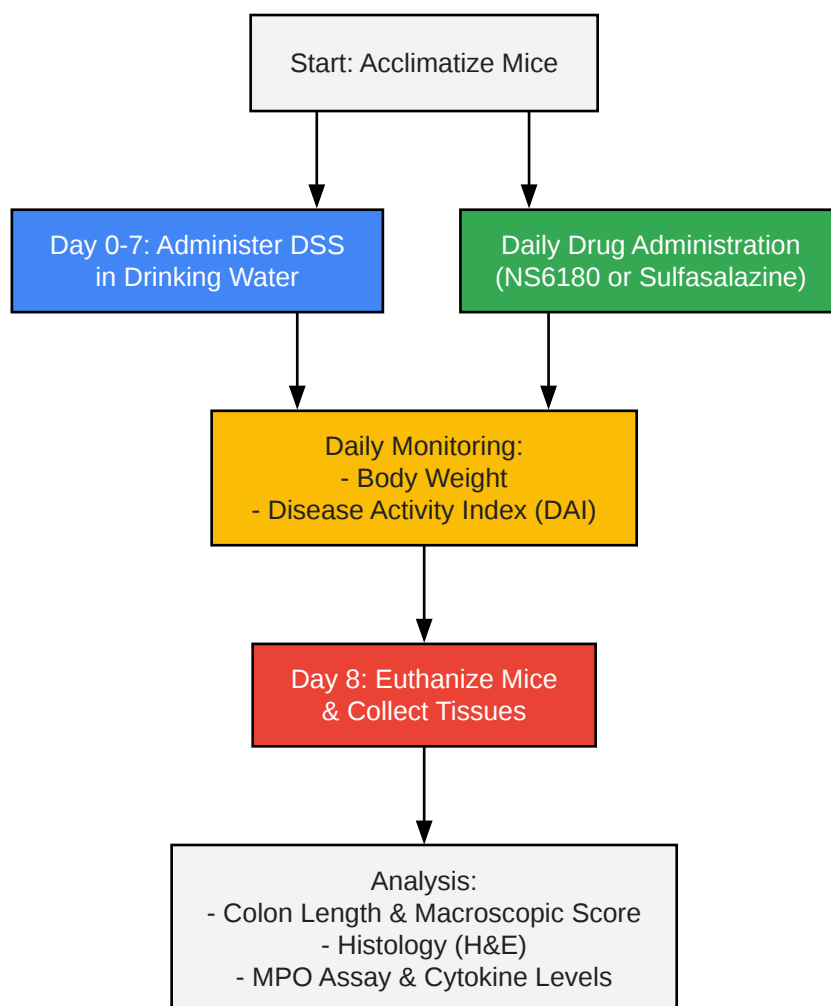 Start: Acclimatize Mice
Day 0-7: Administer DSS
in Drinking Water
Daily Drug Administration
(NS6180 or Sulfasalazine)
Daily Monitoring:
- Body Weight
- Disease Activity Index (DAI)
Day 8: Euthanize Mice
& Collect Tissues
Analysis:
- Colon Length & Macroscopic Score
- Histology (H&E)
- MPO Assay & Cytokine Levels